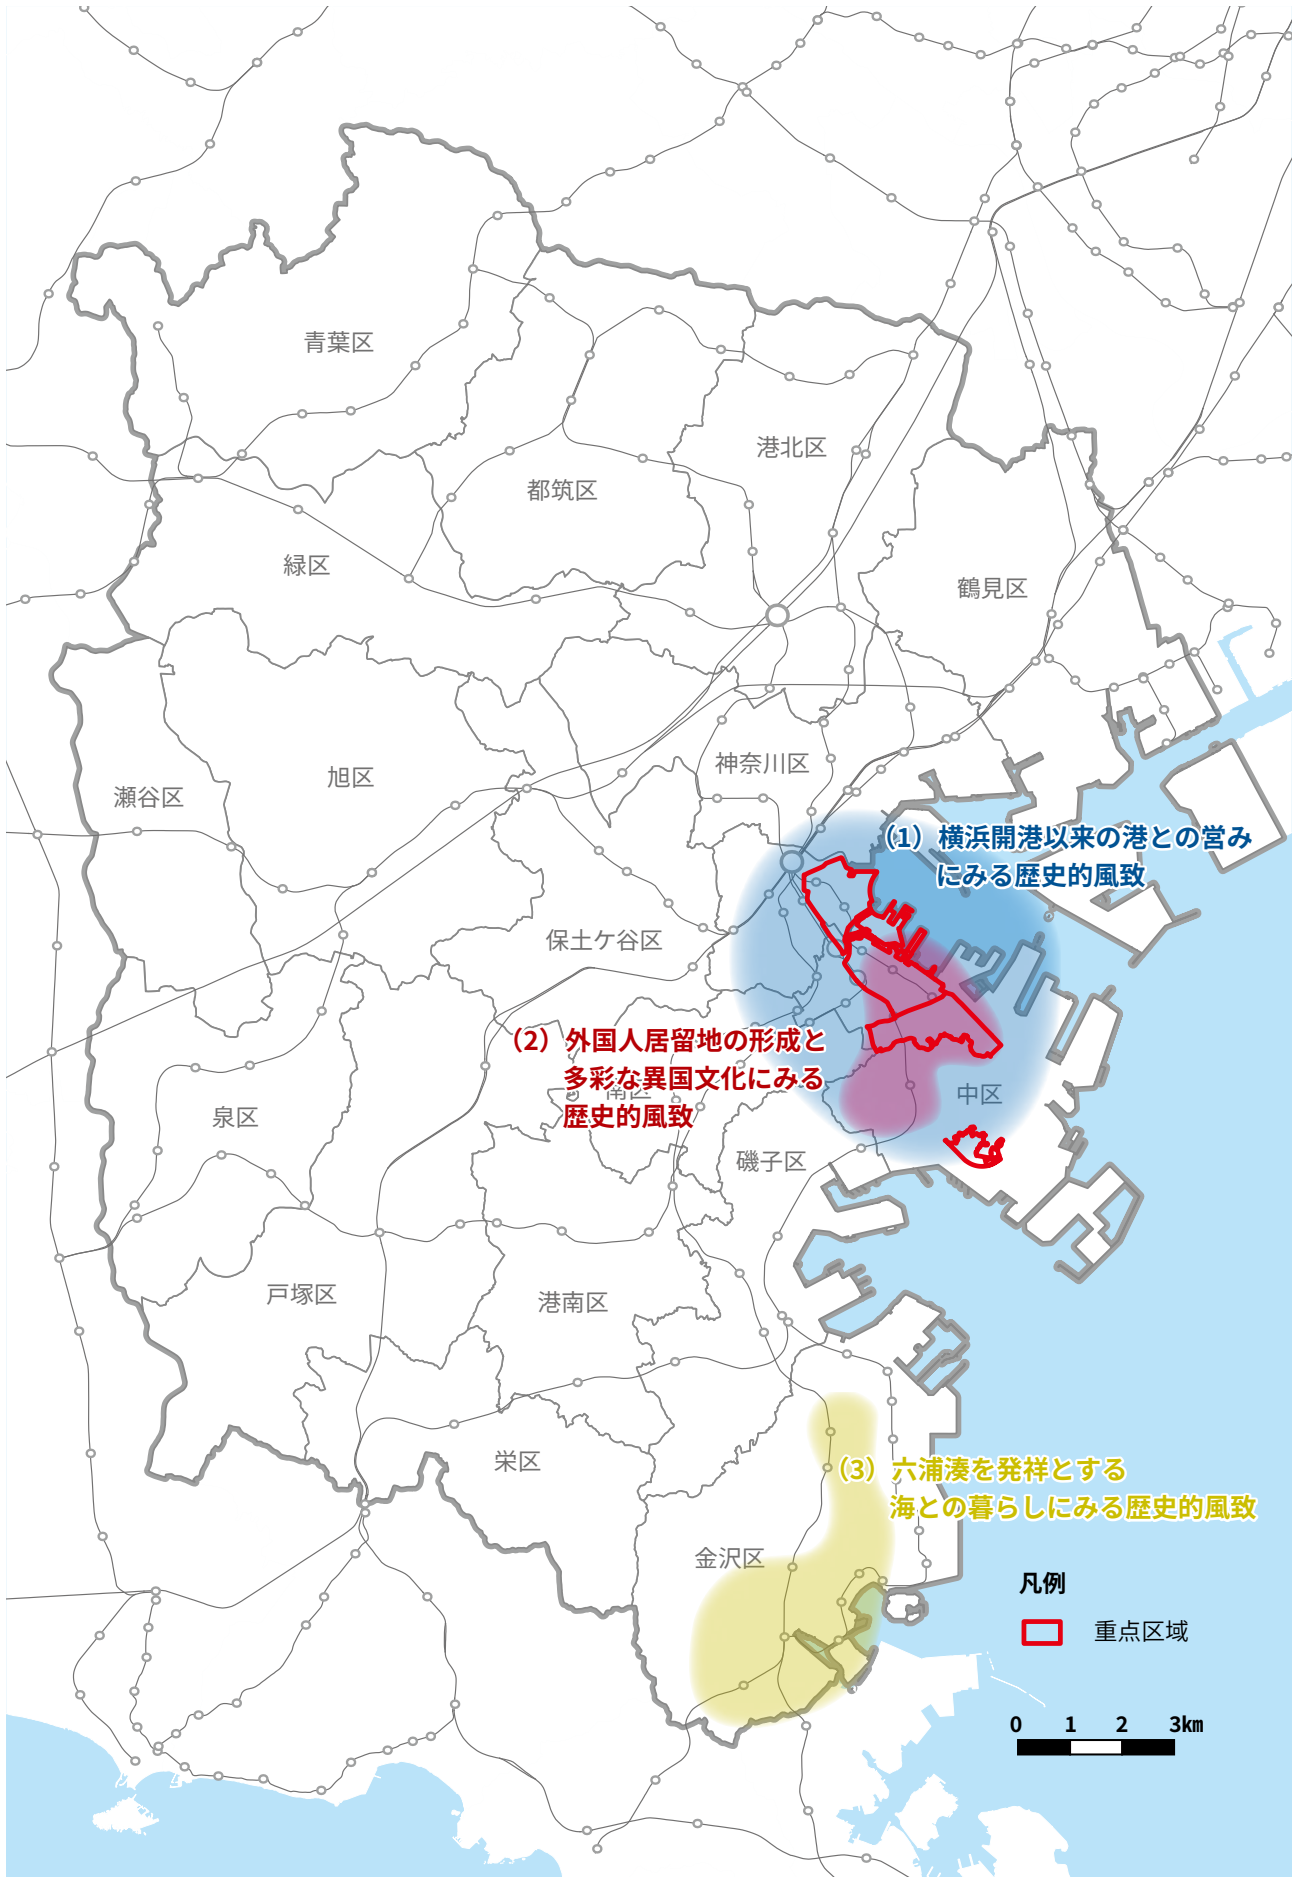 青葉区
港北区
都筑区
緑区
鶴見区
神奈川区
旭区
瀬谷区
（1）横浜開港以来の港との営み
にみる歴史的風致
保土ケ谷区
（2）外国人居留地の形成と
多彩な異国文化にみる
歴史的風致
南区
中区
泉区
磯子区
戸塚区
港南区
栄区
（3）六浦湊を発祥とする
海との暮らしにみる歴史的風致
金沢区
凡例
重点区域
0 1 2 3km